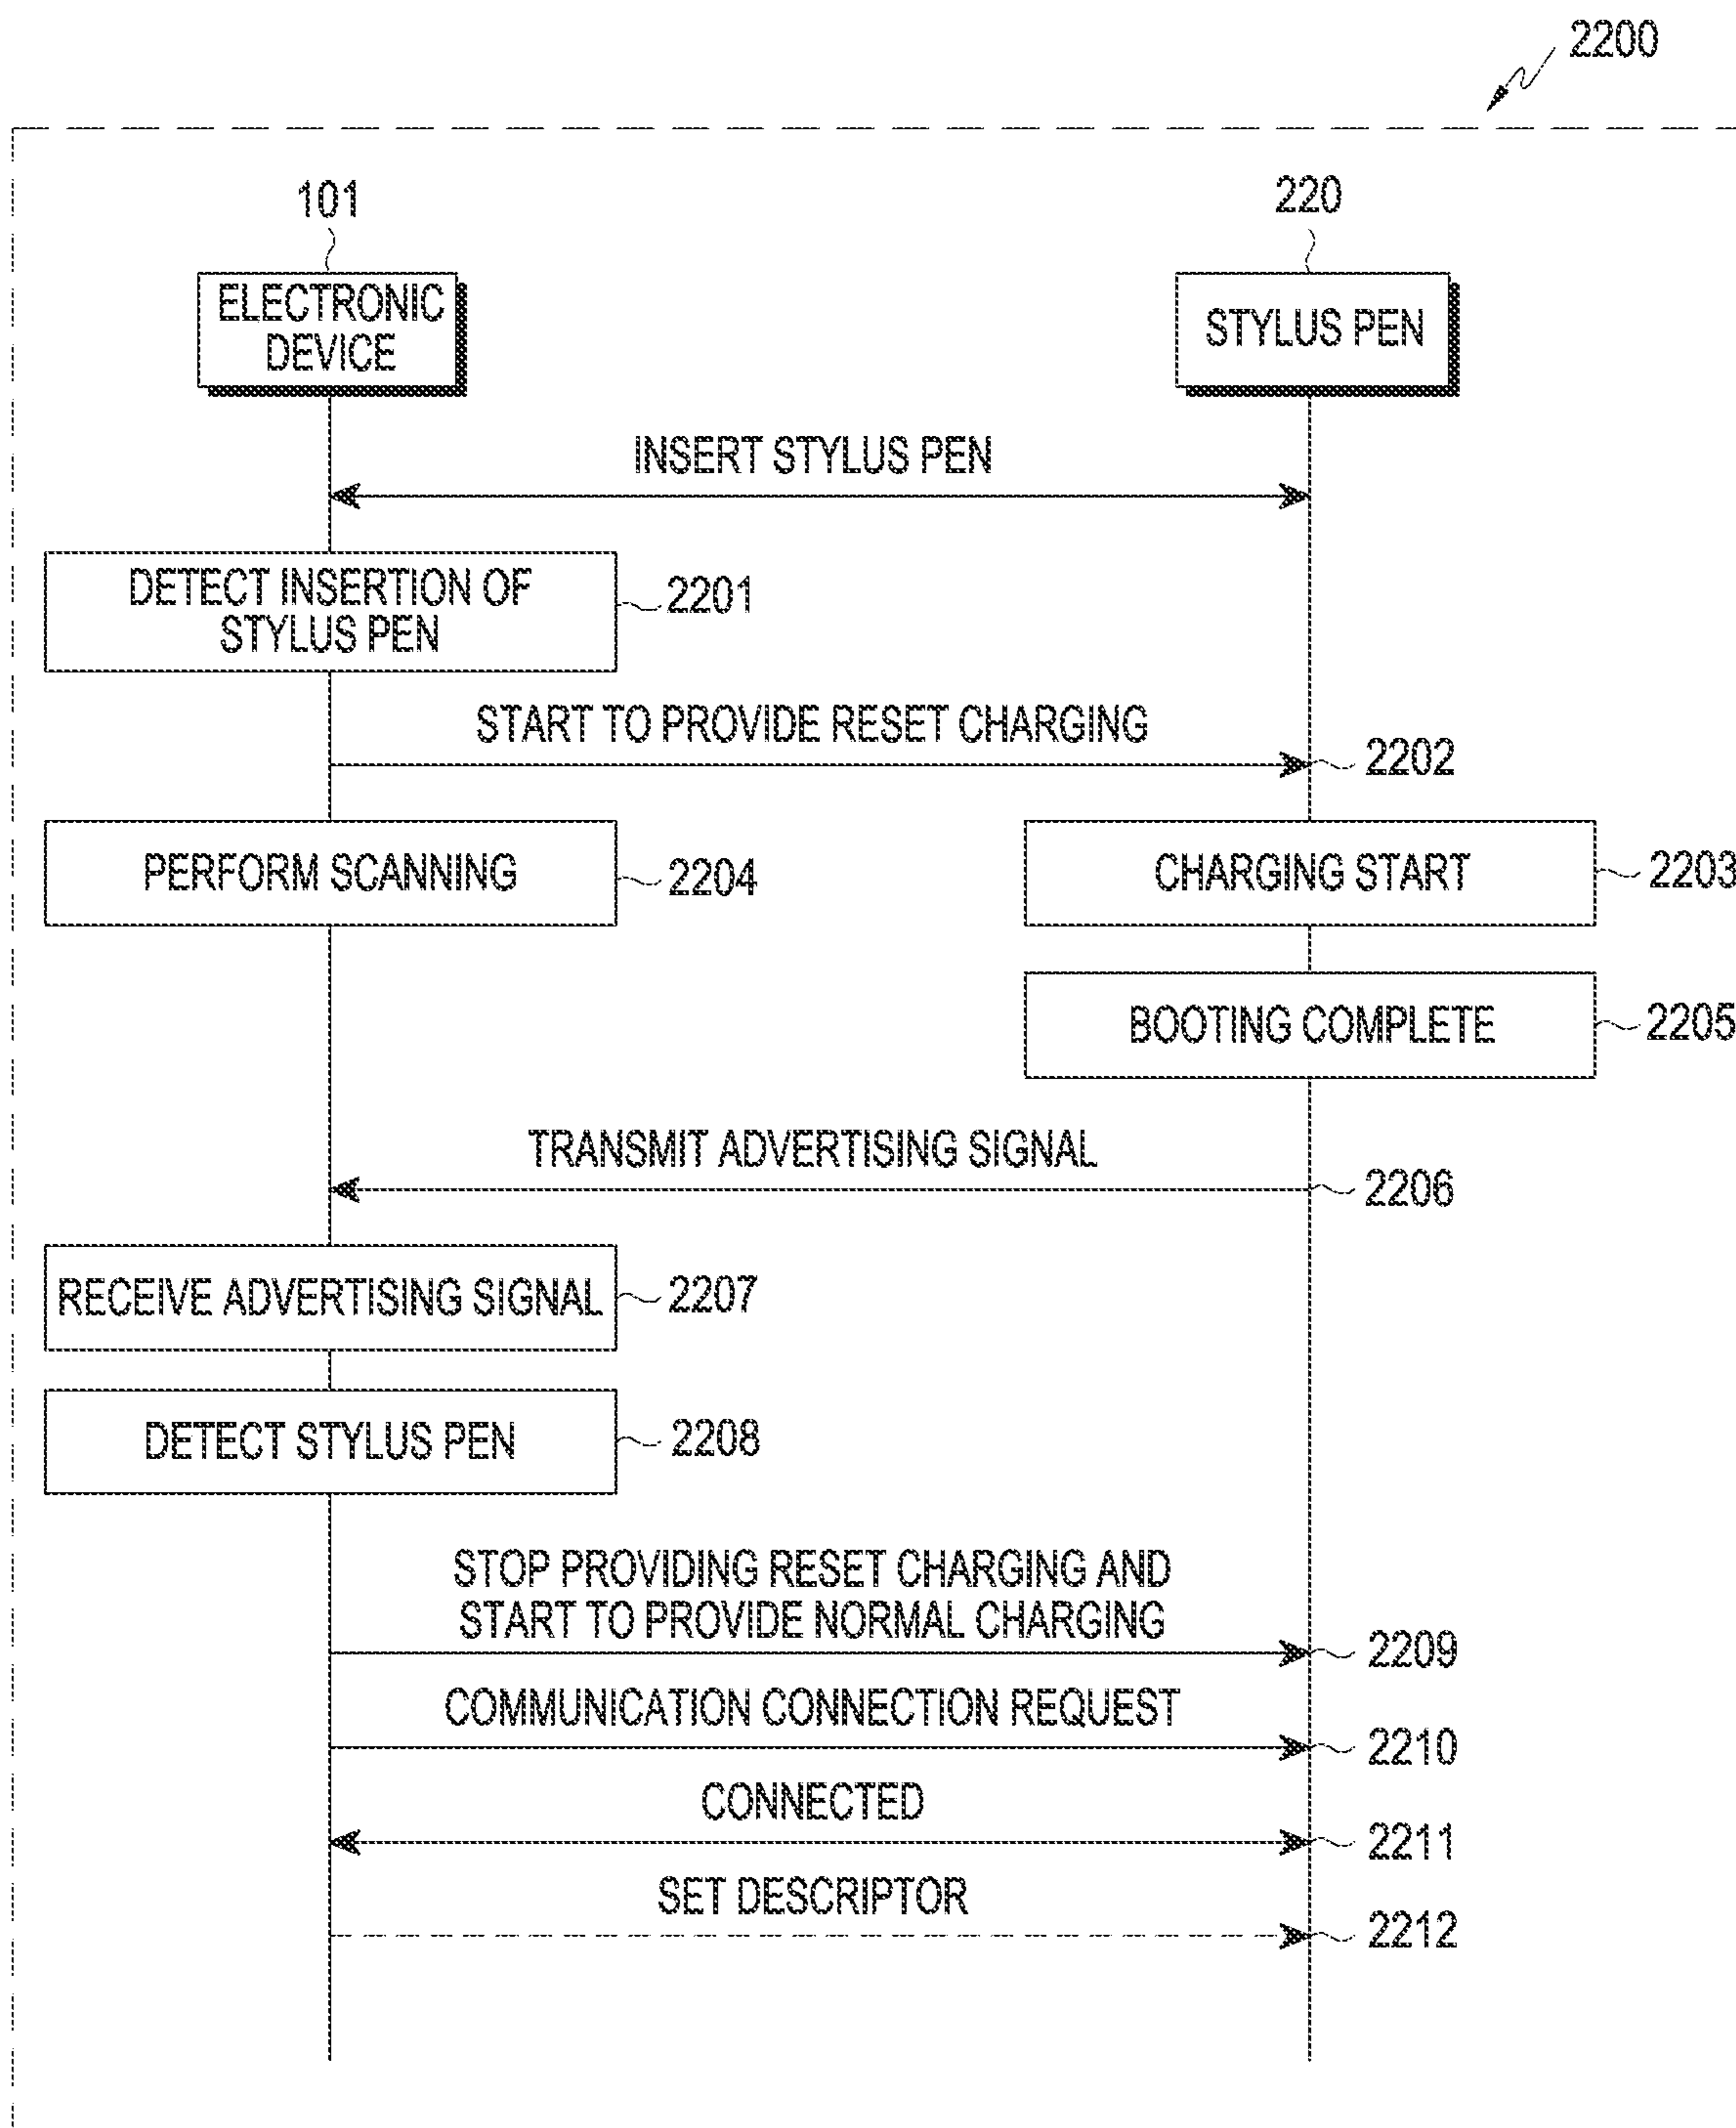 2200
101
220
ELECTRONIC
DEVICE
STYLUS PEN
INSERT STYLUS PEN
DETECT INSERTION OF
STYLUS PEN
2201
START TO PROVIDE RESET CHARGING
2202
PERFORM SCANNING
2204
CHARGING START
2203
BOOTING COMPLETE
2205
TRANSMIT ADVERTISING SIGNAL
2206
RECEIVE ADVERTISING SIGNAL
2207
DETECT STYLUS PEN
2208
STOP PROVIDING RESET CHARGING AND
START TO PROVIDE NORMAL CHARGING
2209
COMMUNICATION CONNECTION REQUEST
2210
CONNECTED
2211
SET DESCRIPTOR
2212